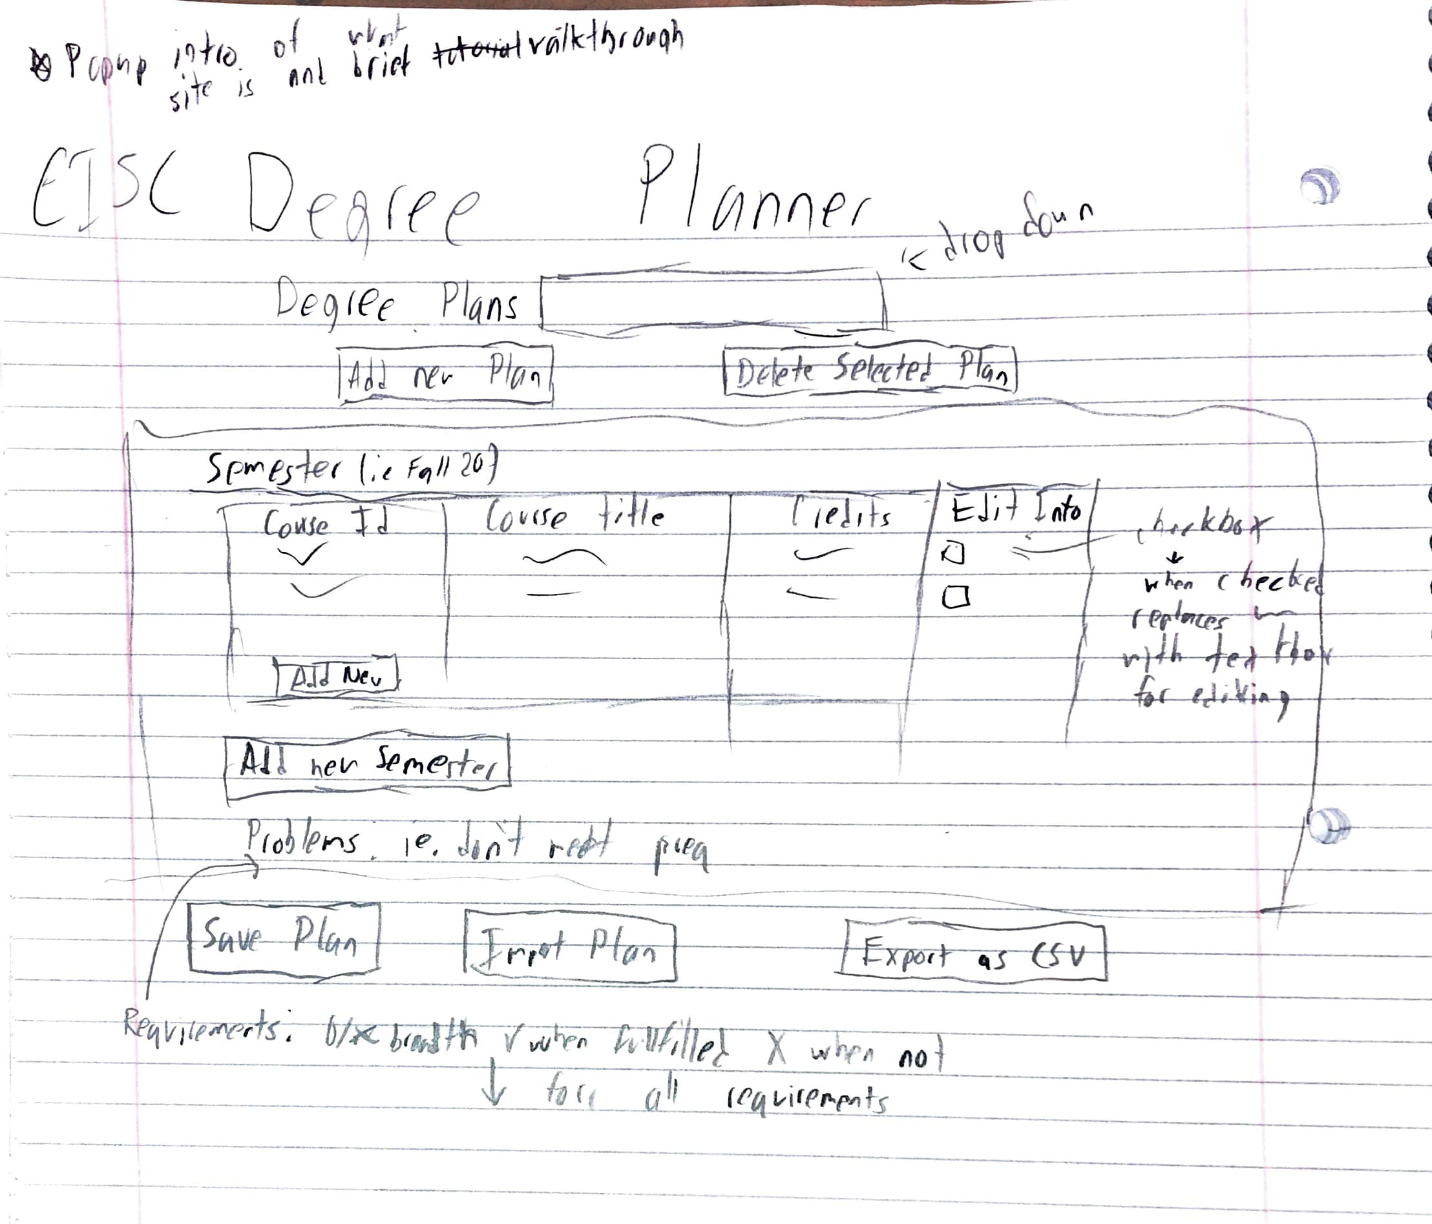 Popup intro of what
site is and brief tutorial walkthrough
EISC Degree Planner
Degree Plans
<- drop down
Add new Plan
Delete Selected Plan
Semester (ie Fall 20)
Course Id
Course title
Credits
Edit Info
checkbox
when checked
replaces
with text box
for editing
Add New
Add new Semester
Problems. ie. don't meet preq
Save Plan
Import Plan
Export as CSV
Requirements: breadth ✓ when fullfilled X when not
↓ for all requirements